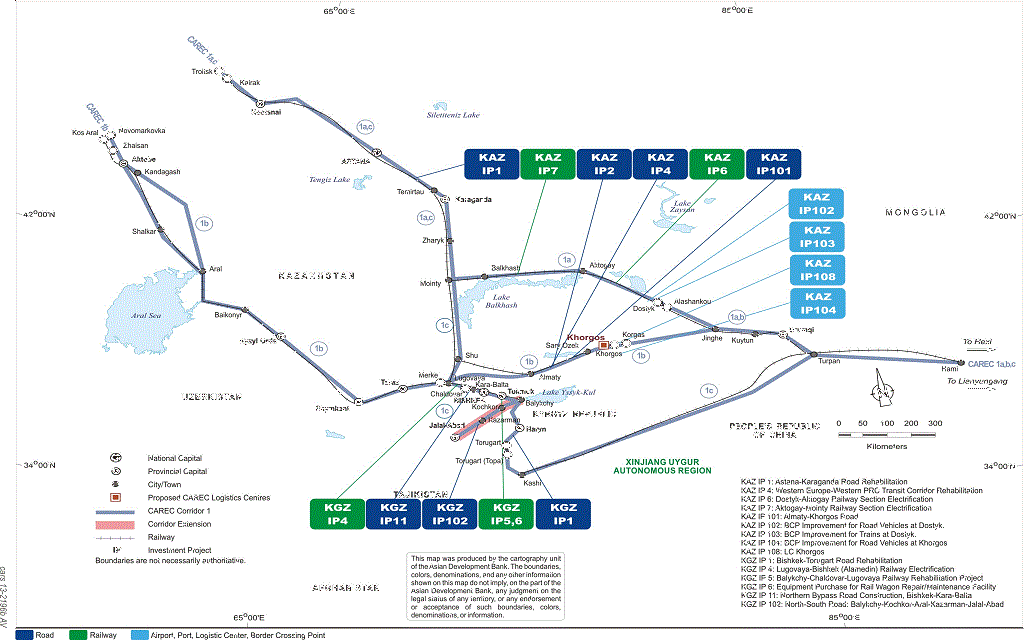 65°00'E
85°00'E
CAREC 1a,c
Troitsk
Kairak
CAREC 1b
Kos Aral
Novomarkovka
Zhaisan
Aktobe
Kandagash
Siletiteniz Lake
1a,c
Tengiz Lake
KAZ IP1
KAZ IP7
KAZ IP2
KAZ IP4
KAZ IP6
KAZ IP101
KAZ IP102
KAZ IP103
KAZ IP108
KAZ IP104
Temirtau
Karaganda
Lake Zaysan
MONGOLIA
42°00'N
42°00'N
1a,c
1b
Shalkar
Zharyk
KAZAKHSTAN
Aral
Mointy
Balkhash
1a
Aktogay
Lake Balkhash
Dostyk
Alashankou
Aral Sea
Baikonyr
1c
1a,b
Khorgos
Korgas
Sary Ozek
Khorgos
1b
Jinghe
Kuytun
Urumqi
To Beijing
1b
Shu
1b
Turpan
Hami
CAREC 1a,b,c
Merke
Lugovaya
Almaty
To Lianyungang
Taraz
Kara-Balta
Chaldovar
Lake Ysyk-Kul
1c
UZBEKISTAN
Kochkor
Balykchy
KYRGYZ REPUBLIC
1c
Kazarman
Naryn
PEOPLE'S REPUBLIC OF CHINA
0 50 100 200 300
Kilometers
Torugart
Torugart (Topa)
Kashi
34°00'N
34°00'N
XINJIANG UYGUR
AUTONOMOUS REGION
National Capital
Provincial Capital
City/Town
Proposed CAREC Logistics Centres
CAREC Corridor 1
Corridor Extension
Railway
Investment Project
Boundaries are not necessarily authoritative.
TAJIKISTAN
KGZ IP4
KGZ IP11
KGZ IP102
KGZ IP5,6
KGZ IP1
KAZ IP 1: Astana-Karaganda Road Rehabilitation
KAZ IP 4: Western Europe-Western PRC Transit Corridor Rehabilitation
KAZ IP 6: Dostyk-Aktogay Railway Section Electrification
KAZ IP 7: Aktogay-Mointy Railway Section Electrification
KAZ IP 101: Almaty-Khorgos Road
KAZ IP 102: BCP Improvement for Road Vehicles at Dostyk.
KAZ IP 103: BCP Improvement for Trains at Dostyk.
KAZ IP 104: BCP Improvement for Road Vehicles at Khorgos
KAZ IP 108: LC Khorgos
KGZ IP 1: Bishkek-Torugart Road Rehabilitation
KGZ IP 4: Lugovaya-Bishkek (Alamedin) Railway Electrification
KGZ IP 5: Balykchy-Chaldovar-Lugovaya Railway Rehabiliation Project
KGZ IP 6: Equipment Purchase for Rail Wagon Repair/Maintenance Facility
KGZ IP 11: Northern Bypass Road Construction, Bishkek-Kara-Balta
KGZ IP 102: North-South Road: Balykchy-Kochkor-Aral-Kazarman-Jalal-Abad
This map was produced by the cartography unit
of the Asian Development Bank. The boundaries,
colors, denominations, and any other information
shown on this map do not imply, on the part of the
Asian Development Bank, any judgment on the
legal status of any territory, or any endorsement
or acceptance of such boundaries, colors,
denominations, or information.
AFGHANISTAN
65°00'E
85°00'E
Road
Railway
Airport, Port, Logistic Center, Border Crossing Point